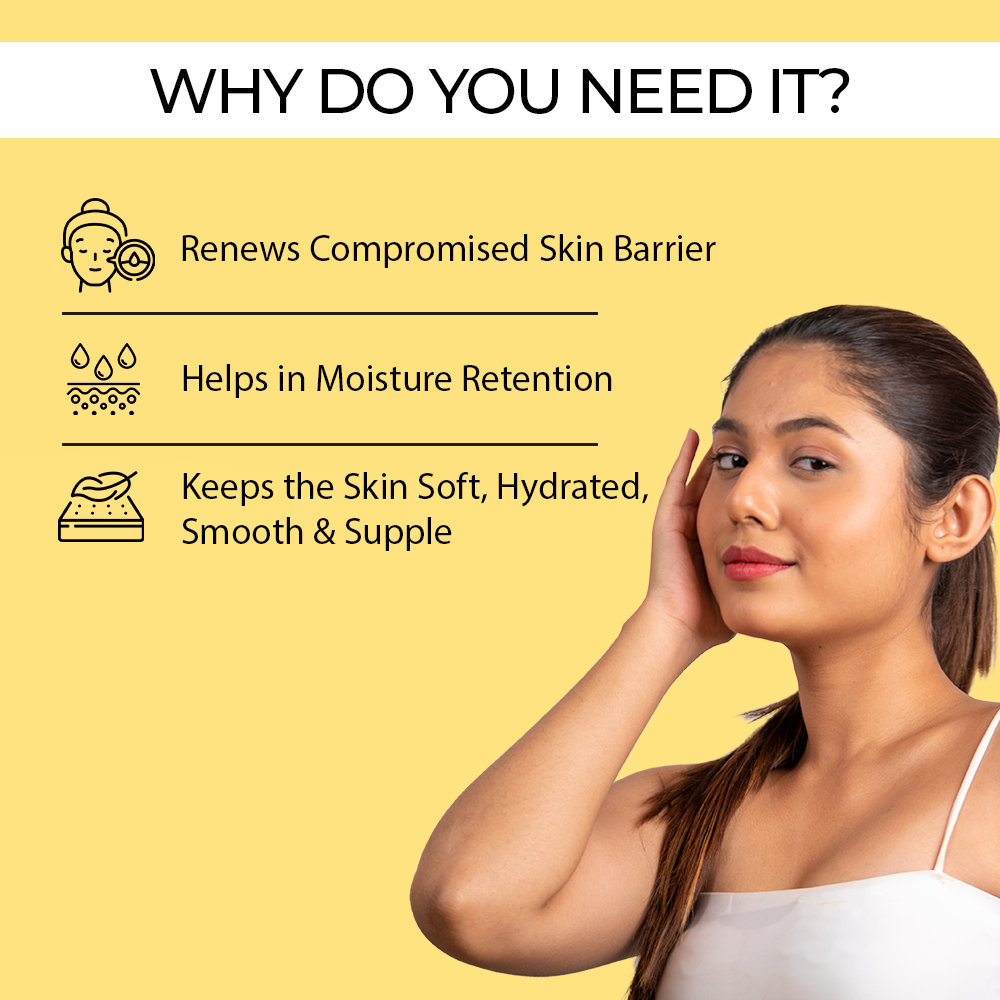 WHY DO YOU NEED IT?
Renews Compromised Skin Barrier
Helps in Moisture Retention
Keeps the Skin Soft, Hydrated,
Smooth & Supple